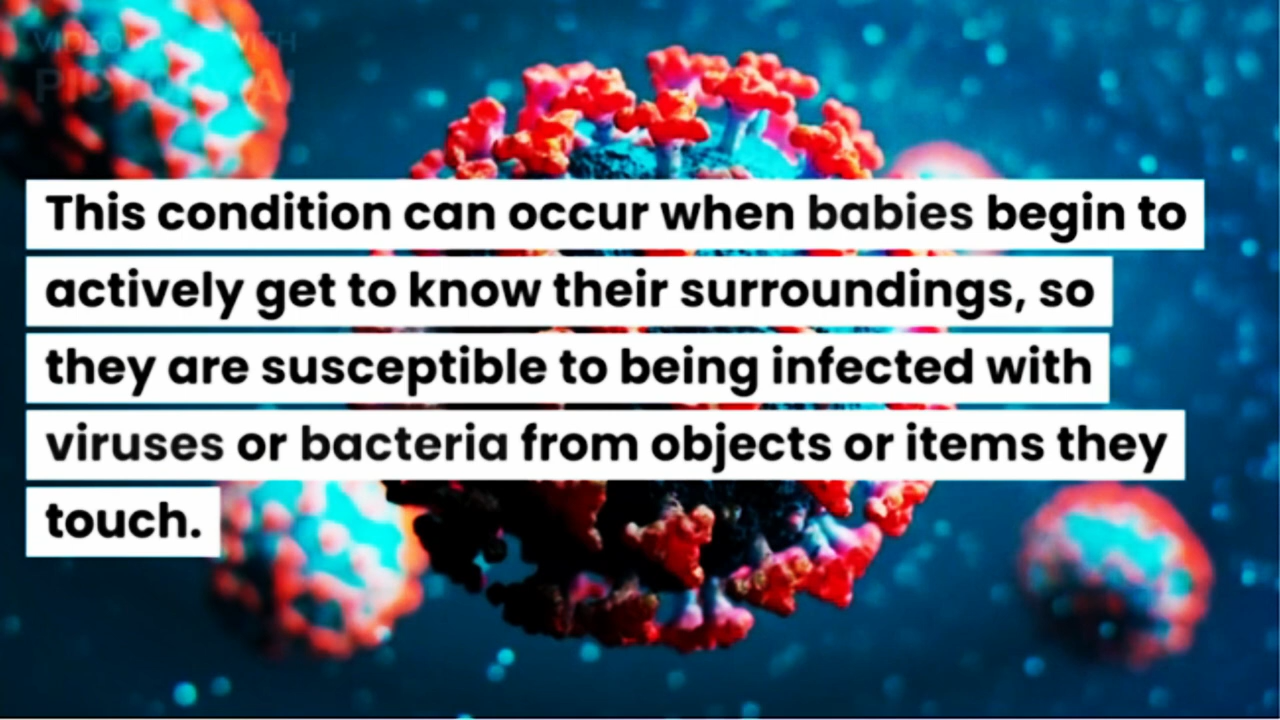 This condition can occur when babies begin to
actively get to know their surroundings, so
they are susceptible to being infected with
viruses or bacteria from objects or items they
touch.